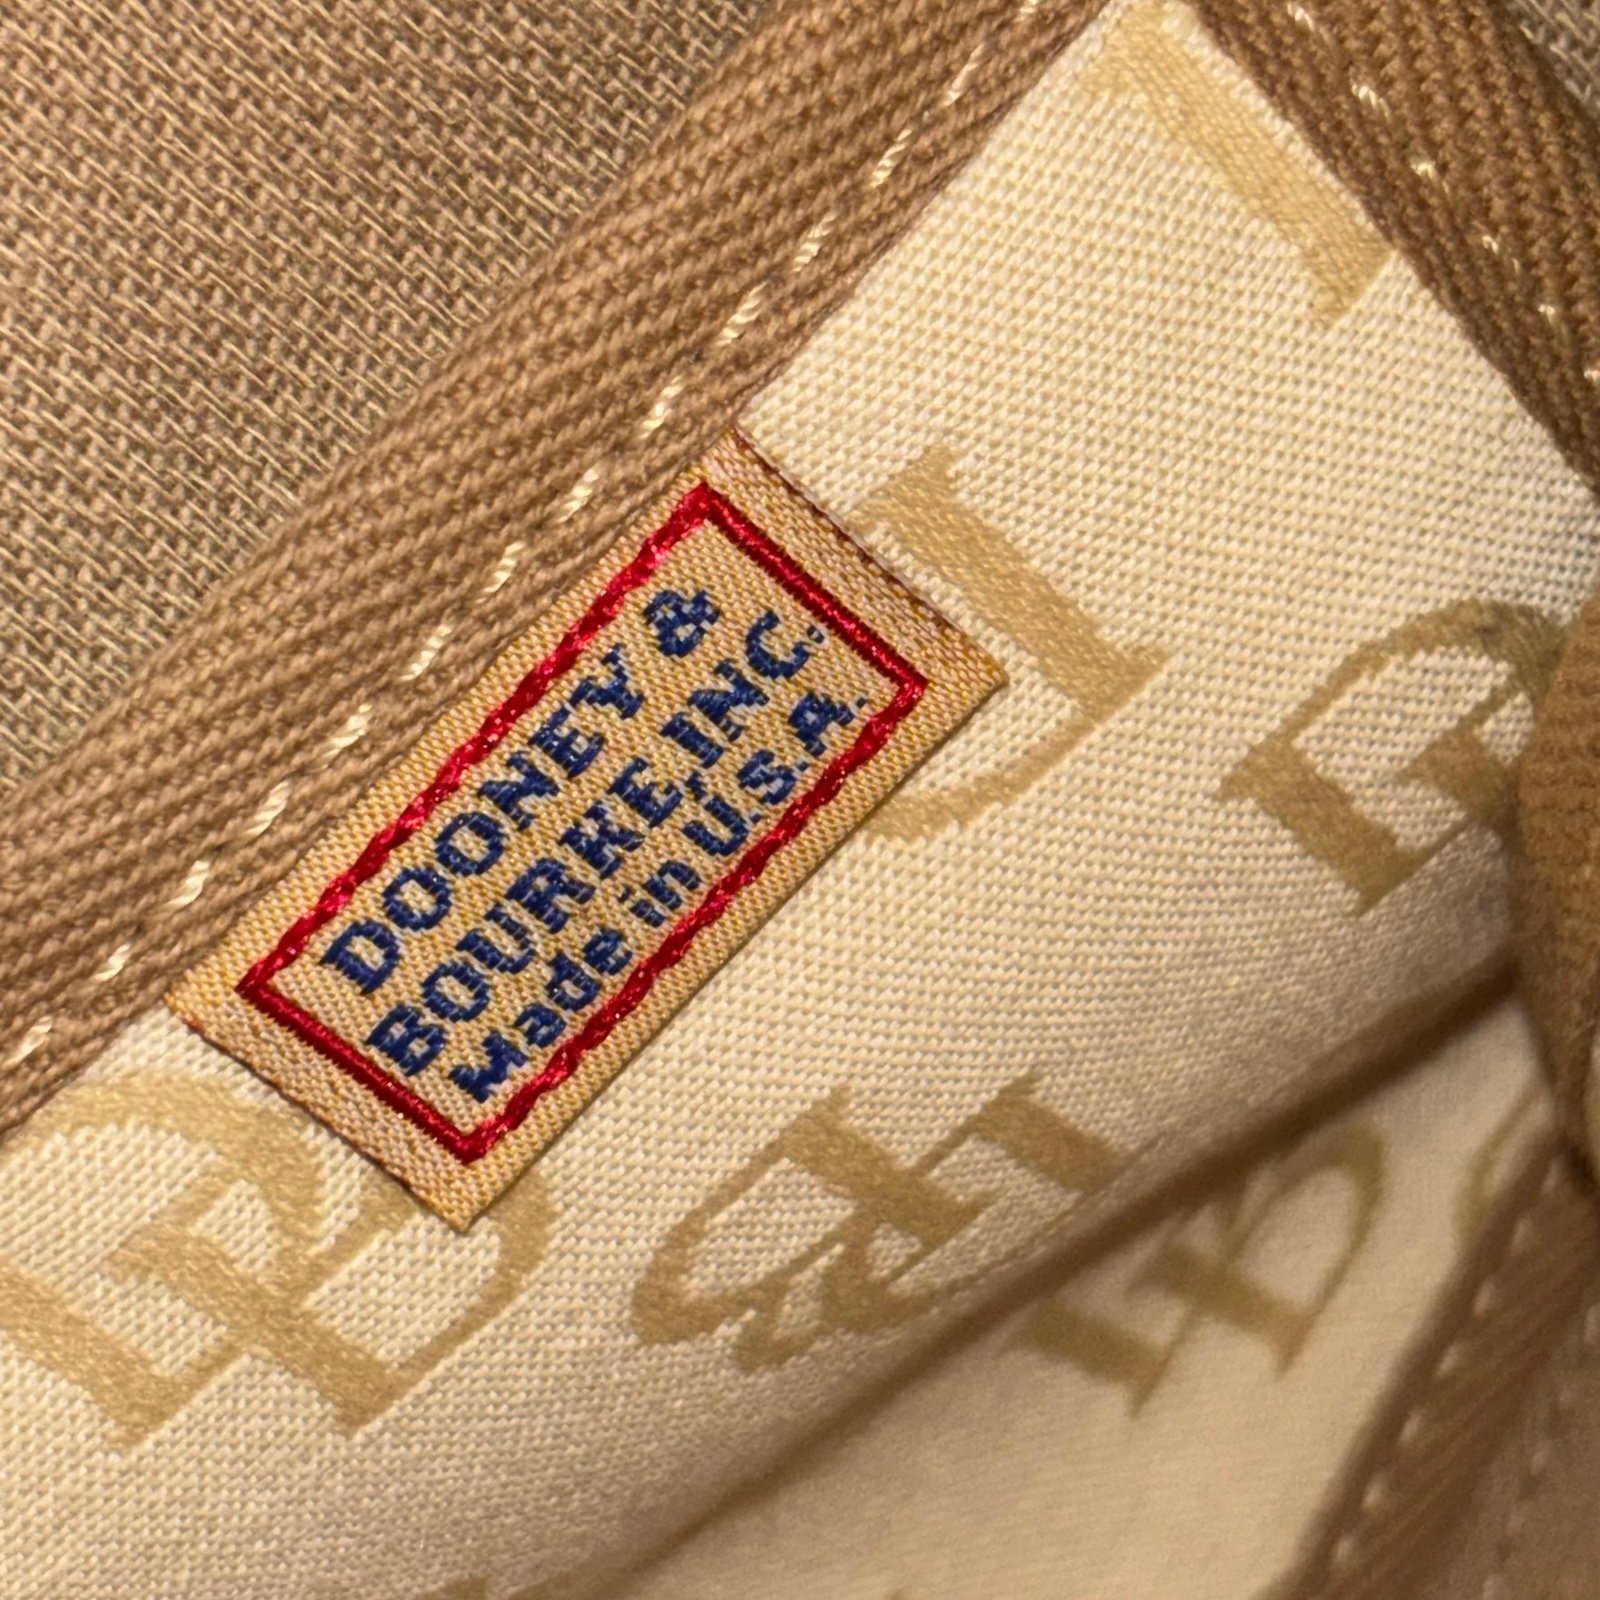 DOONEY &
BOURKE, INC.
Made in U.S.A.